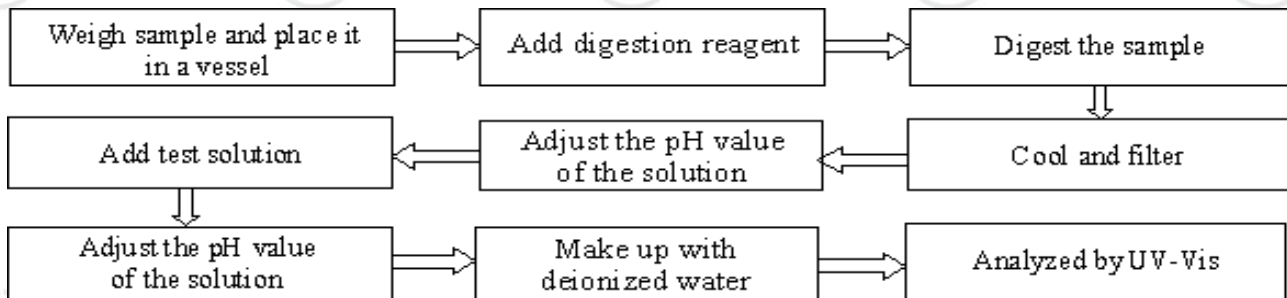 Weigh sample and place it
in a vessel
Add digestion reagent
Digest the sample
Cool and filter
Adjust the pH value
of the solution
Add test solution
Adjust the pH value
of the solution
Make up with
deionized water
Analyzed by UV-Vis